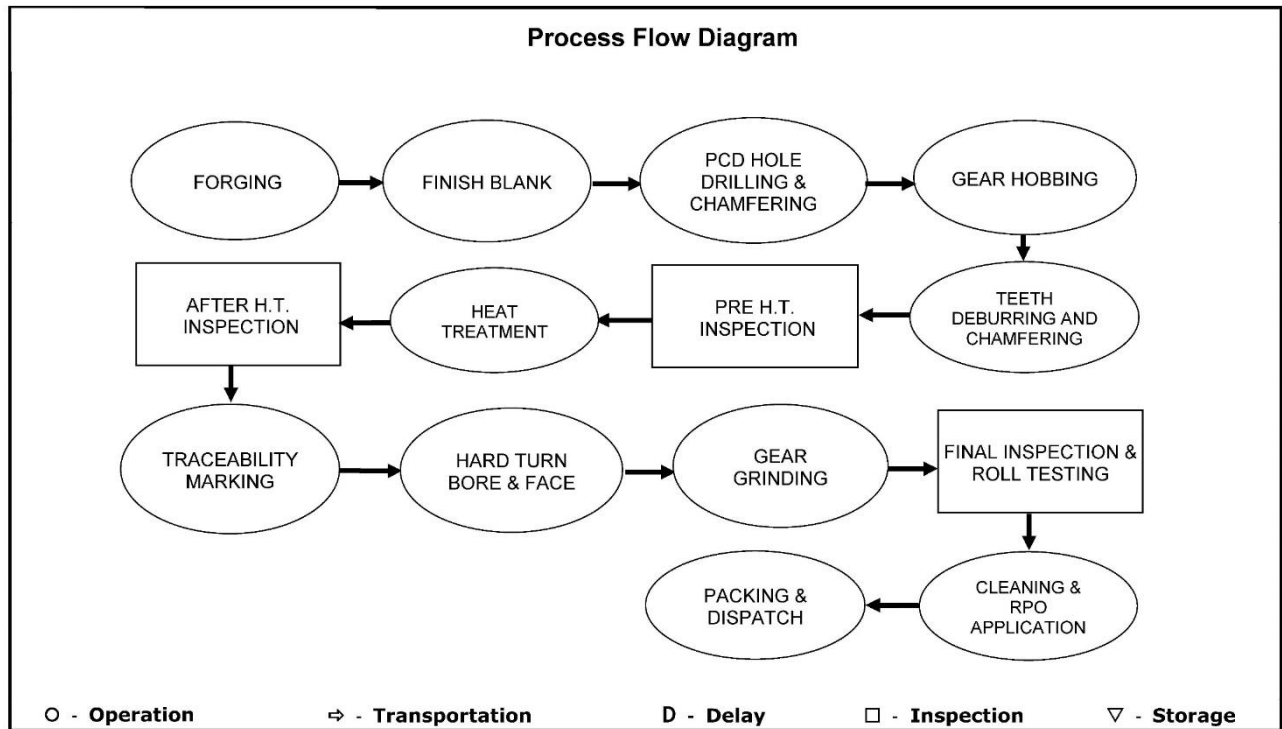 Process Flow Diagram
FORGING
FINISH BLANK
PCD HOLE
DRILLING &
CHAMFERING
GEAR HOBBING
TEETH
DEBURRING AND
CHAMFERING
PRE H.T.
INSPECTION
HEAT
TREATMENT
AFTER H.T.
INSPECTION
TRACEABILITY
MARKING
HARD TURN
BORE & FACE
GEAR
GRINDING
FINAL INSPECTION &
ROLL TESTING
CLEANING &
RPO
APPLICATION
PACKING &
DISPATCH
- Operation
- Transportation
D - Delay
- Inspection
- Storage